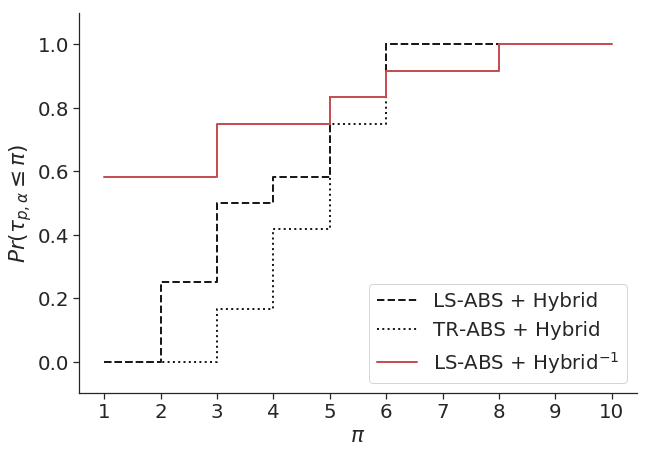 1.0
0.8
0.6
0.4
0.2
0.0
Pr(τp,α ≤ π)
LS-ABS + Hybrid
TR-ABS + Hybrid
LS-ABS + Hybrid⁻¹
1 2 3 4 5 6 7 8 9 10
π